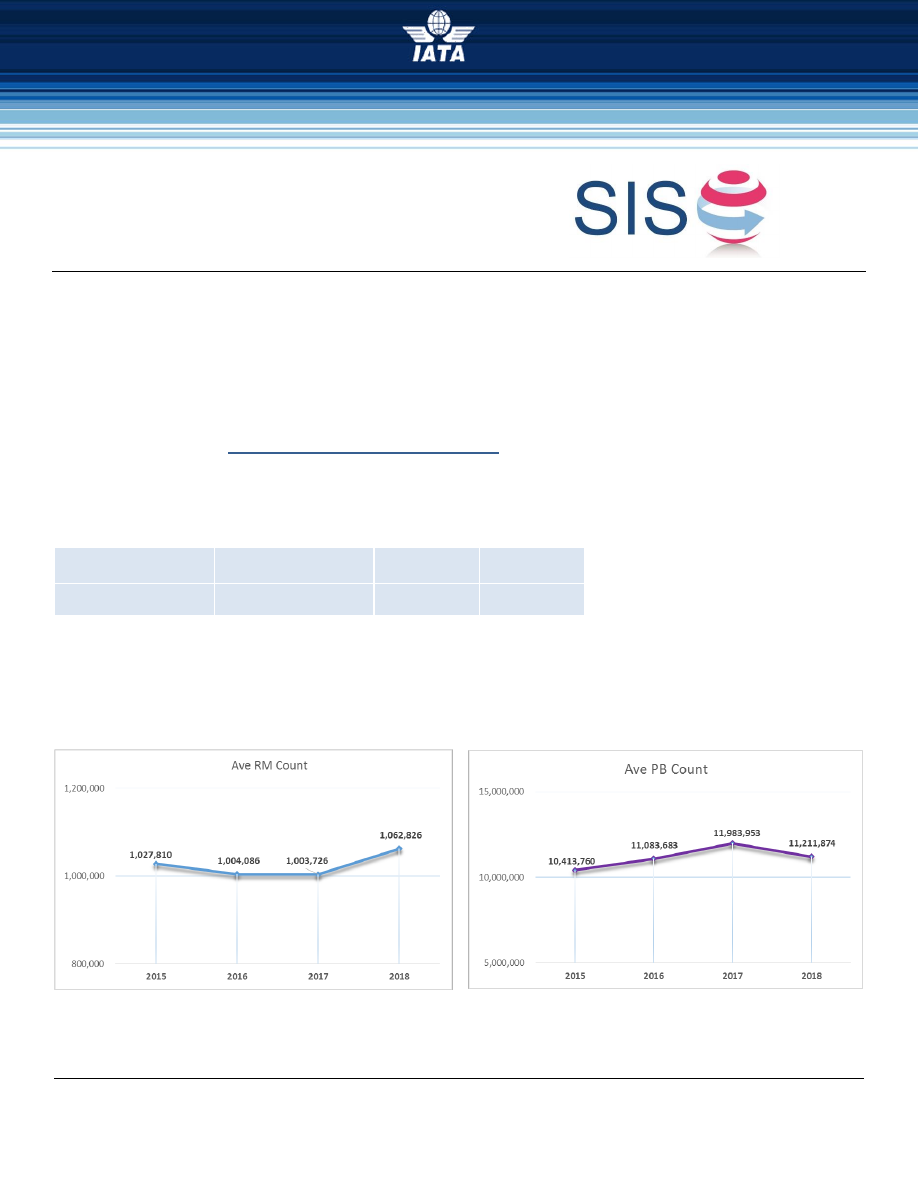 IATA
SIS
Ave RM Count
1,200,000
1,062,826
1,027,810
1,004,086
1,003,726
1,000,000
800,000
2015 2016 2017 2018
Ave PB Count
15,000,000
11,983,953
11,083,683
11,211,874
10,413,760
10,000,000
5,000,000
2015 2016 2017 2018